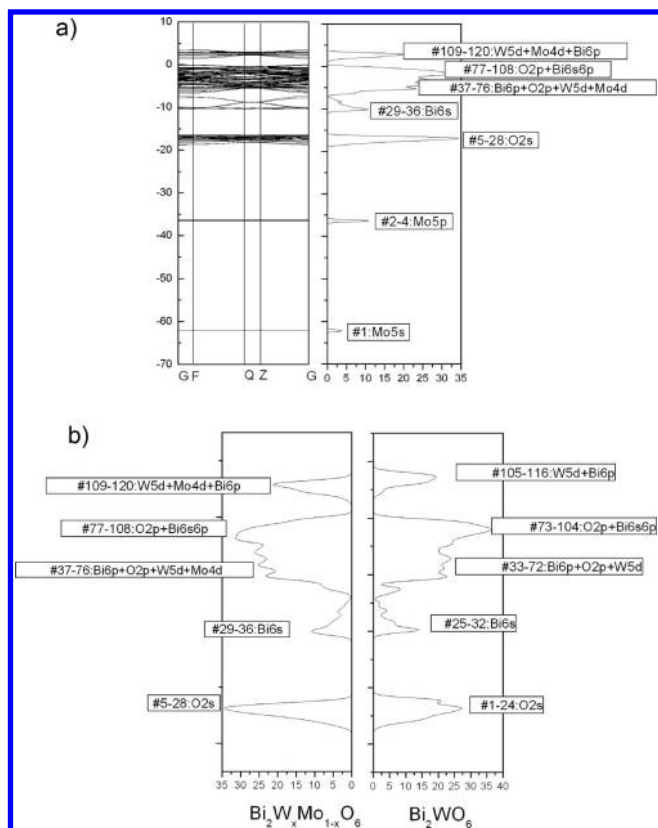 a)
10
0
-10
-20
-30
-40
-50
-60
-70
G F Q Z G
#109-120:W5d+Mo4d+Bi6p
#77-108:O2p+Bi6s6p
#37-76:Bi6p+O2p+W5d+Mo4d
#29-36:Bi6s
#5-28:O2s
#2-4:Mo5p
#1:Mo5s
0 5 10 15 20 25 30 35
b)
#109-120:W5d+Mo4d+Bi6p
#77-108:O2p+Bi6s6p
#37-76:Bi6p+O2p+W5d+Mo4d
#29-36:Bi6s
#5-28:O2s
35 30 25 20 15 10 5 0
Bi₂WₓMo₁₋ₓO₆
#105-116:W5d+Bi6p
#73-104:O2p+Bi6s6p
#33-72:Bi6p+O2p+W5d
#25-32:Bi6s
#1-24:O2s
0 10 20 30 40
Bi₂WO₆